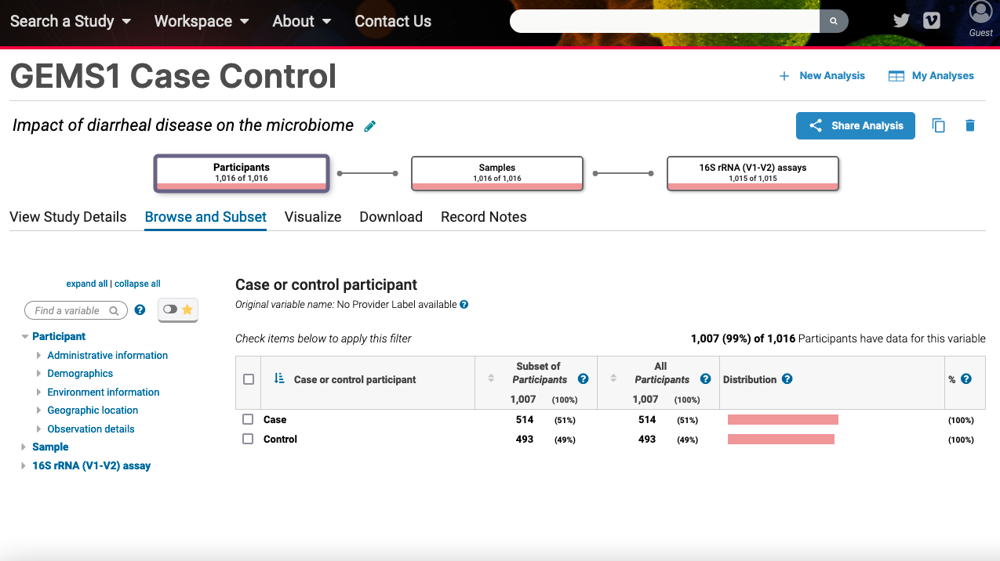 Search a Study Workspace About Contact Us
Guest
GEMS1 Case Control
New Analysis My Analyses
Impact of diarrheal disease on the microbiome
Share Analysis
Participants
1,016 of 1,016
Samples
1,016 of 1,016
16S rRNA (V1-V2) assays
1,015 of 1,015
View Study Details Browse and Subset Visualize Download Record Notes
expand all | collapse all
Find a variable
Participant
Administrative information
Demographics
Environment information
Geographic location
Observation details
Sample
16S rRNA (V1-V2) assay
Case or control participant
Original variable name: No Provider Label available
Check items below to apply this filter
1,007 (99%) of 1,016 Participants have data for this variable
Case or control participant
Subset of
Participants
1,007 (100%)
All
Participants
1,007 (100%)
Distribution
%
Case 514 (51%) 514 (51%) (100%)
Control 493 (49%) 493 (49%) (100%)